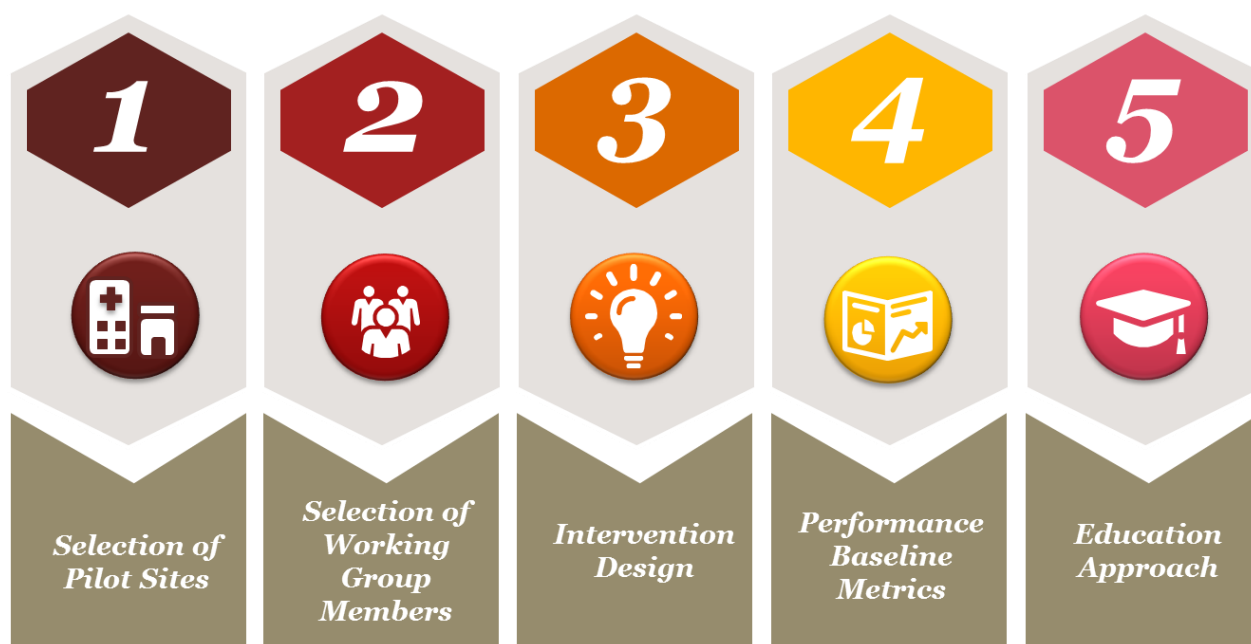 1
2
3
4
5
Selection of
Pilot Sites
Selection of
Working
Group
Members
Intervention
Design
Performance
Baseline
Metrics
Education
Approach